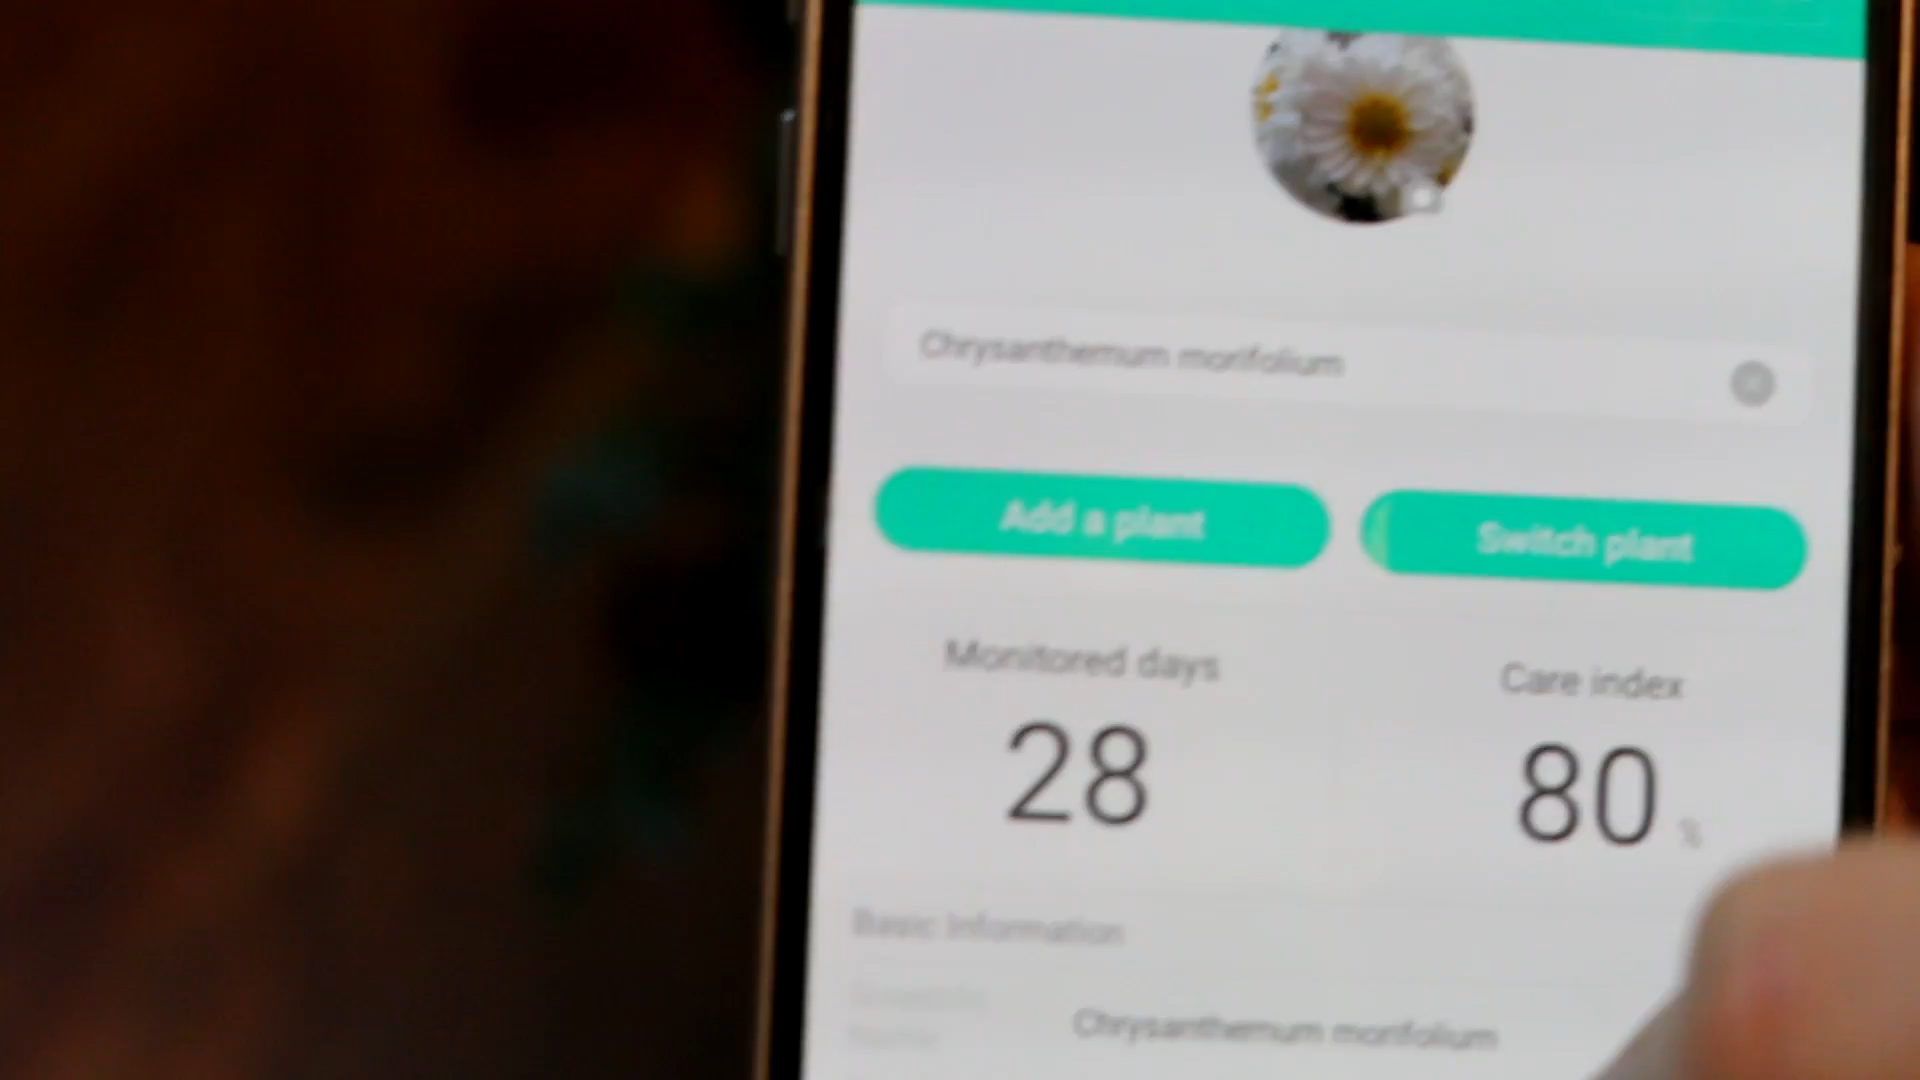 Chrysanthemum morifolium
Add a plant
Switch plant
Monitored days
Care index
28
80 %
Basic Information
Chrysanthemum morifolium